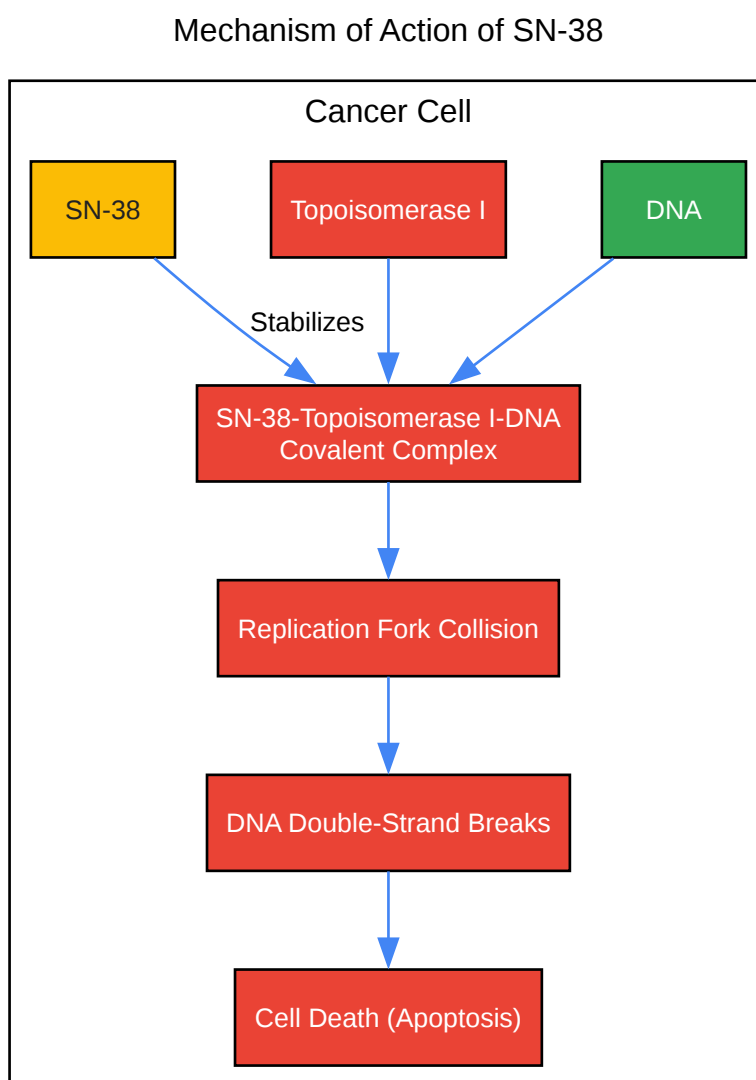 Mechanism of Action of SN-38
Cancer Cell
SN-38
Topoisomerase I
DNA
Stabilizes
SN-38-Topoisomerase I-DNA
Covalent Complex
Replication Fork Collision
DNA Double-Strand Breaks
Cell Death (Apoptosis)